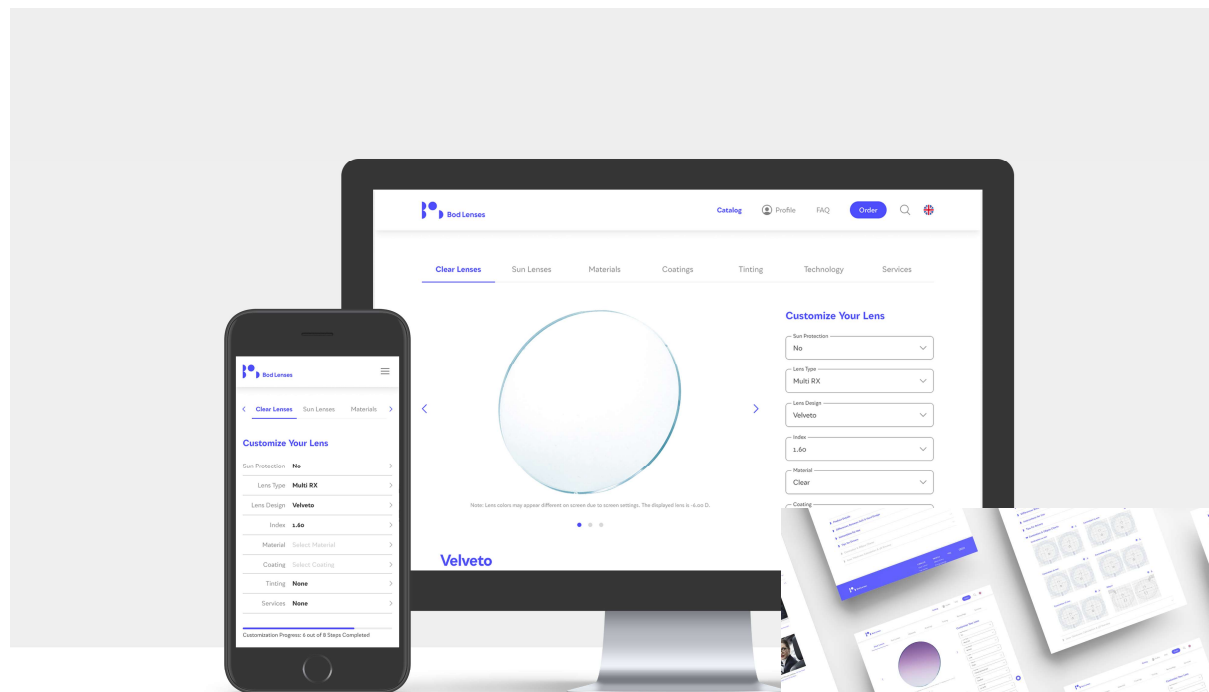 Bod Lenses
Catalog Profile FAQ Order
Clear Lenses Sun Lenses Materials Coatings Tinting Technology Services
Customize Your Lens
Sun Protection
No
Lens Type
Multi RX
Lens Design
Velveto
Index
1.60
Material
Clear
Coating
Note: Lens colors may appear different on screen due to screen settings. The displayed lens is -6.00 D.
Velveto
Bod Lenses
Clear Lenses Sun Lenses Materials
Customize Your Lens
Sun Protection No
Lens Type Multi RX
Lens Design Velveto
Index 1.60
Material Select Material
Coating Select Coating
Tinting None
Services None
Customization Progress: 6 out of 8 Steps Completed